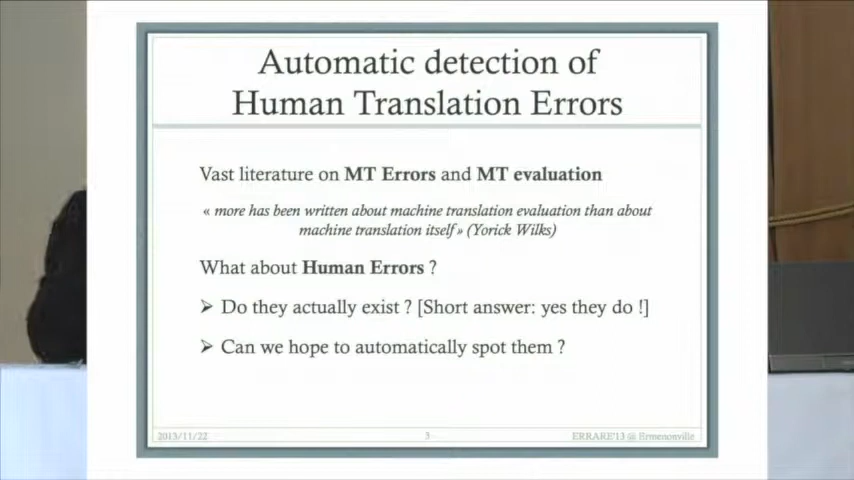 Automatic detection of
Human Translation Errors
Vast literature on MT Errors and MT evaluation
« more has been written about machine translation evaluation than about
machine translation itself » (Yorick Wilks)
What about Human Errors ?
➢ Do they actually exist ? [Short answer: yes they do !]
➢ Can we hope to automatically spot them ?
2013/11/22
3
ERRARE'13 @ Ermenonville